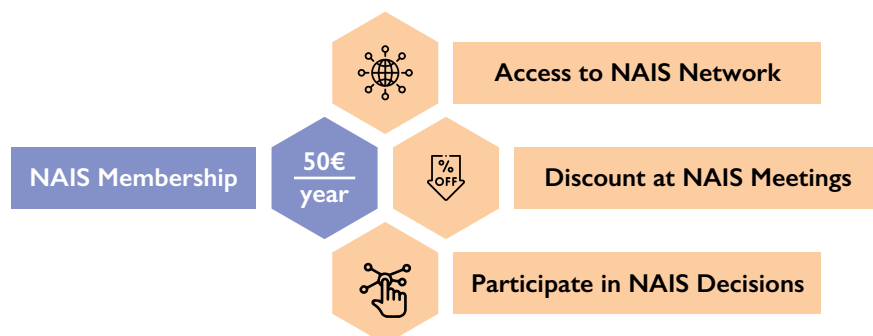 Access to NAIS Network
NAIS Membership
50€
year
%
OFF
Discount at NAIS Meetings
Participate in NAIS Decisions